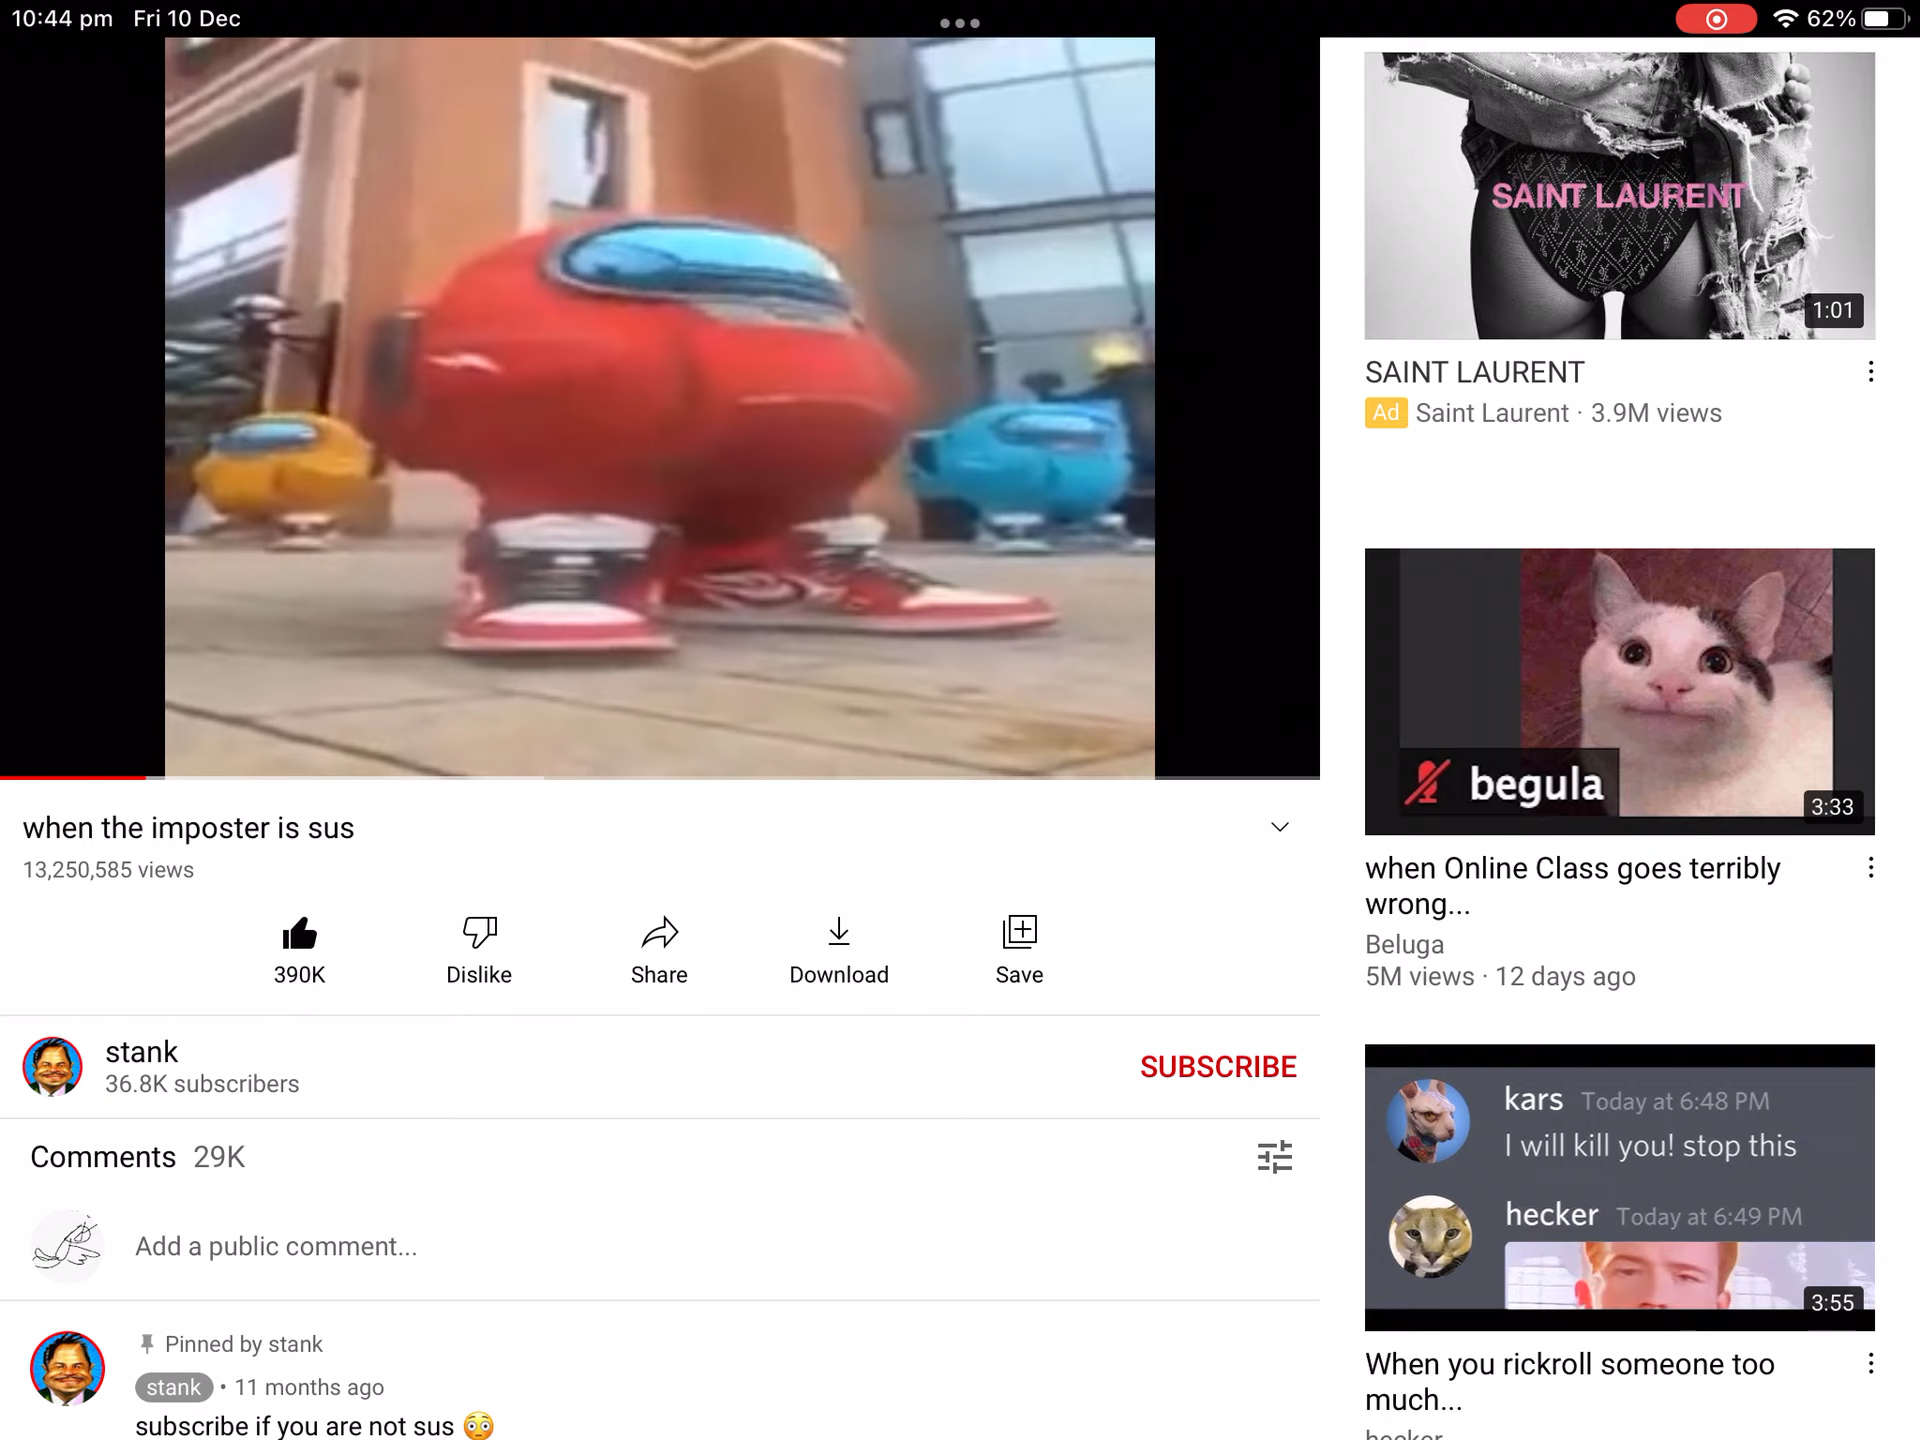 10:44 pm Fri 10 Dec
62%
when the imposter is sus
13,250,585 views
390K
Dislike
Share
Download
Save
stank
36.8K subscribers
SUBSCRIBE
Comments 29K
Add a public comment...
Pinned by stank
stank • 11 months ago
subscribe if you are not sus 😳
SAINT LAURENT
1:01
SAINT LAURENT
Ad Saint Laurent · 3.9M views
begula
3:33
when Online Class goes terribly
wrong...
Beluga
5M views · 12 days ago
kars Today at 6:48 PM
I will kill you! stop this
hecker Today at 6:49 PM
3:55
When you rickroll someone too
much...
hecker